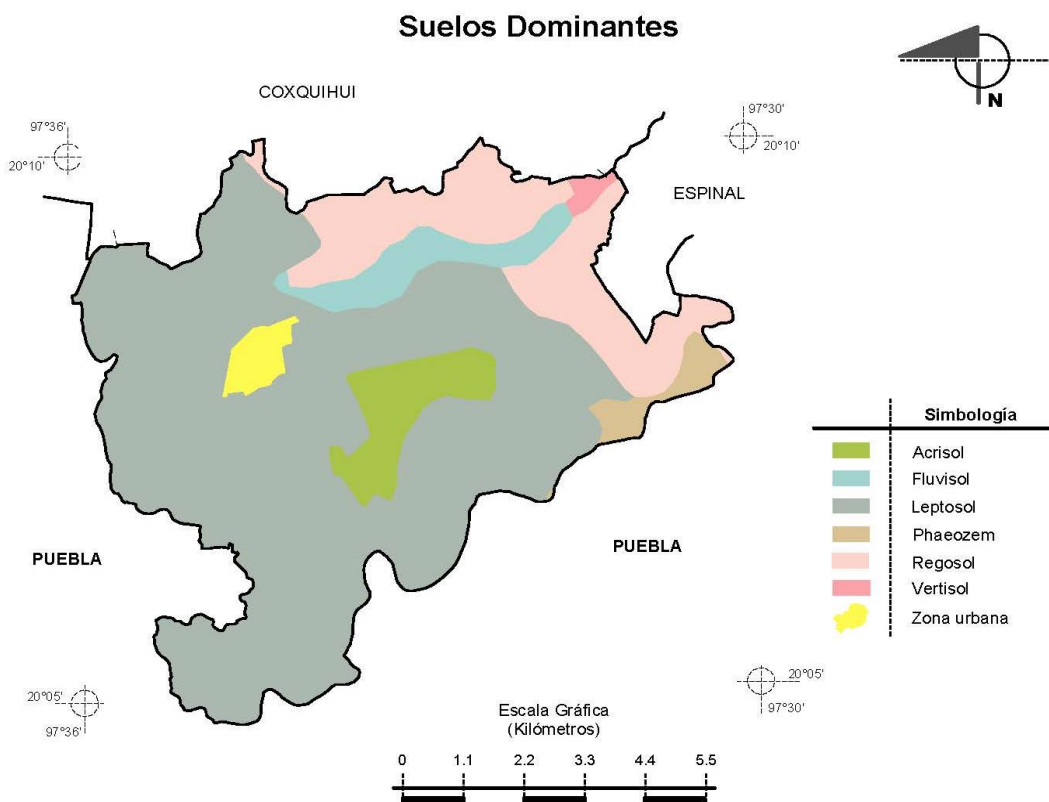 Suelos Dominantes
N
COXQUIHUI
97°36'
20°10'
97°30'
20°10'
ESPINAL
Simbología
Acrisol
Fluvisol
Leptosol
Phaeozem
Regosol
Vertisol
Zona urbana
PUEBLA
PUEBLA
20°05'
97°36'
20°05'
97°30'
Escala Gráfica
(Kilómetros)
0 1.1 2.2 3.3 4.4 5.5